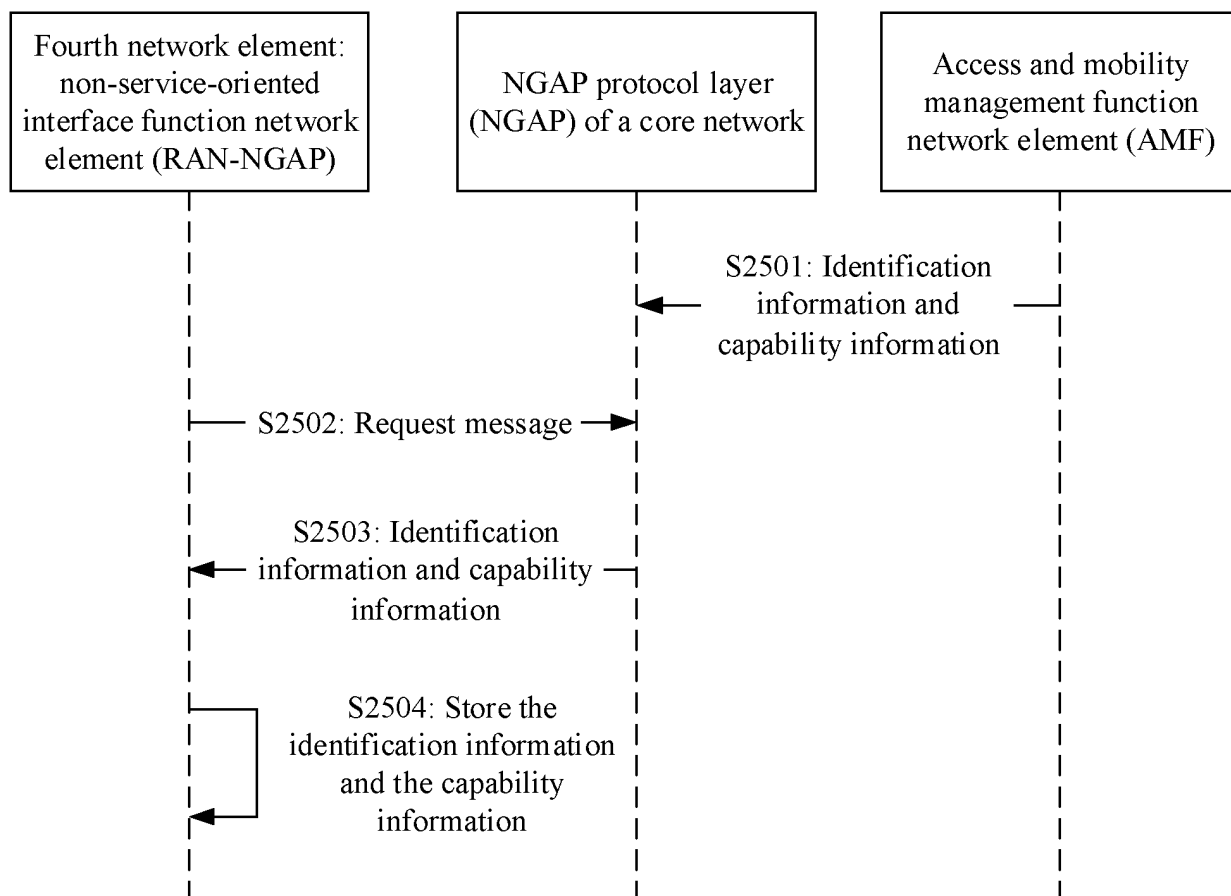 Fourth network element:
non-service-oriented
interface function network
element (RAN-NGAP)
NGAP protocol layer
(NGAP) of a core network
Access and mobility
management function
network element (AMF)
S2501: Identification
information and
capability information
S2502: Request message
S2503: Identification
information and capability
information
S2504: Store the
identification information
and the capability
information